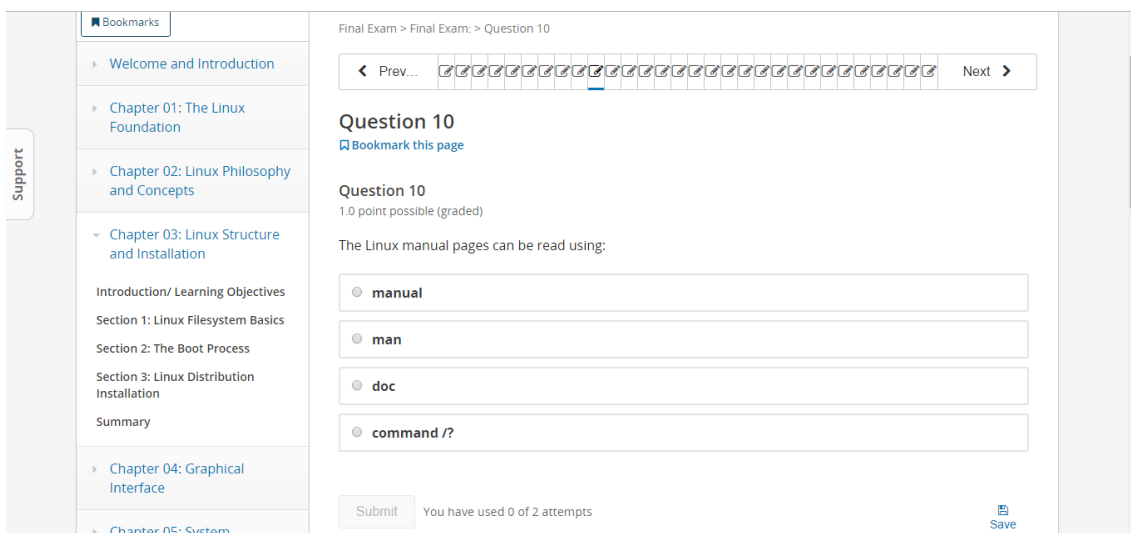 Support
Bookmarks
Welcome and Introduction
Chapter 01: The Linux
Foundation
Chapter 02: Linux Philosophy
and Concepts
Chapter 03: Linux Structure
and Installation
Introduction/ Learning Objectives
Section 1: Linux Filesystem Basics
Section 2: The Boot Process
Section 3: Linux Distribution
Installation
Summary
Chapter 04: Graphical
Interface
Chapter 05: System
Final Exam > Final Exam: > Question 10
Prev...
Next
Question 10
Bookmark this page
Question 10
1.0 point possible (graded)
The Linux manual pages can be read using:
manual
man
doc
command /?
Submit
You have used 0 of 2 attempts
Save